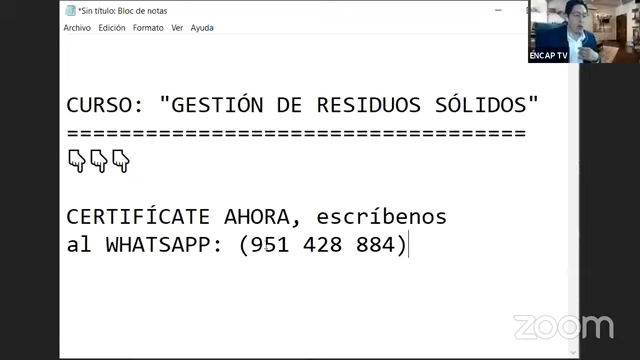 *Sin título: Bloc de notas
Archivo Edición Formato Ver Ayuda
ENCAP TV
CURSO: "GESTIÓN DE RESIDUOS SÓLIDOS"
===================================
CERTIFÍCATE AHORA, escríbenos
al WHATSAPP: (951 428 884)
zoom